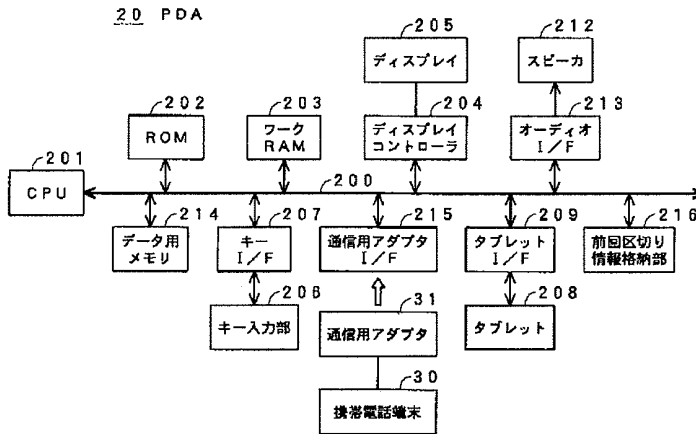 20 PDA
205
ディスプレイ
212
スピーカ
202
ROM
203
ワーク
RAM
204
ディスプレイ
コントローラ
213
オーディオ
I/F
201
CPU
200
214
データ用
メモリ
207
キー
I/F
215
通信用アダプタ
I/F
209
タブレット
I/F
216
前回区切り
情報格納部
206
キー入力部
31
通信用アダプタ
208
タブレット
30
携帯電話端末